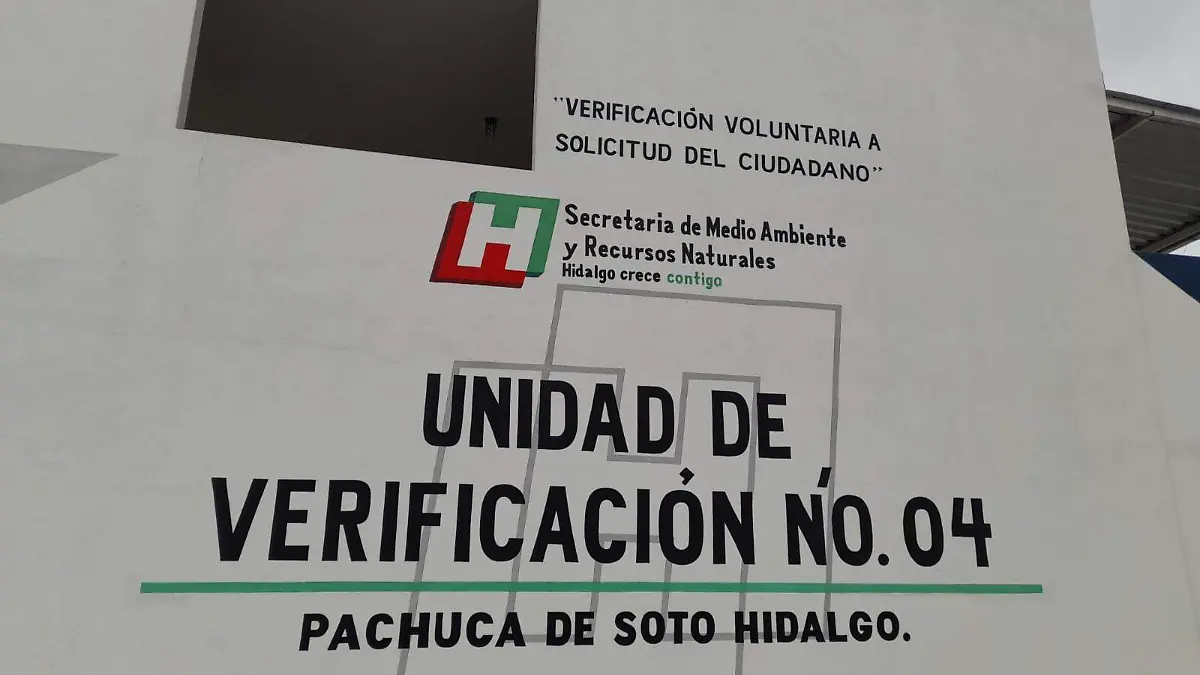 "VERIFICACIÓN VOLUNTARIA A
SOLICITUD DEL CIUDADANO"
H
Secretaria de Medio Ambiente
y Recursos Naturales
Hidalgo crece contigo
UNIDAD DE
VERIFICACIÓN NO. 04
PACHUCA DE SOTO HIDALGO.